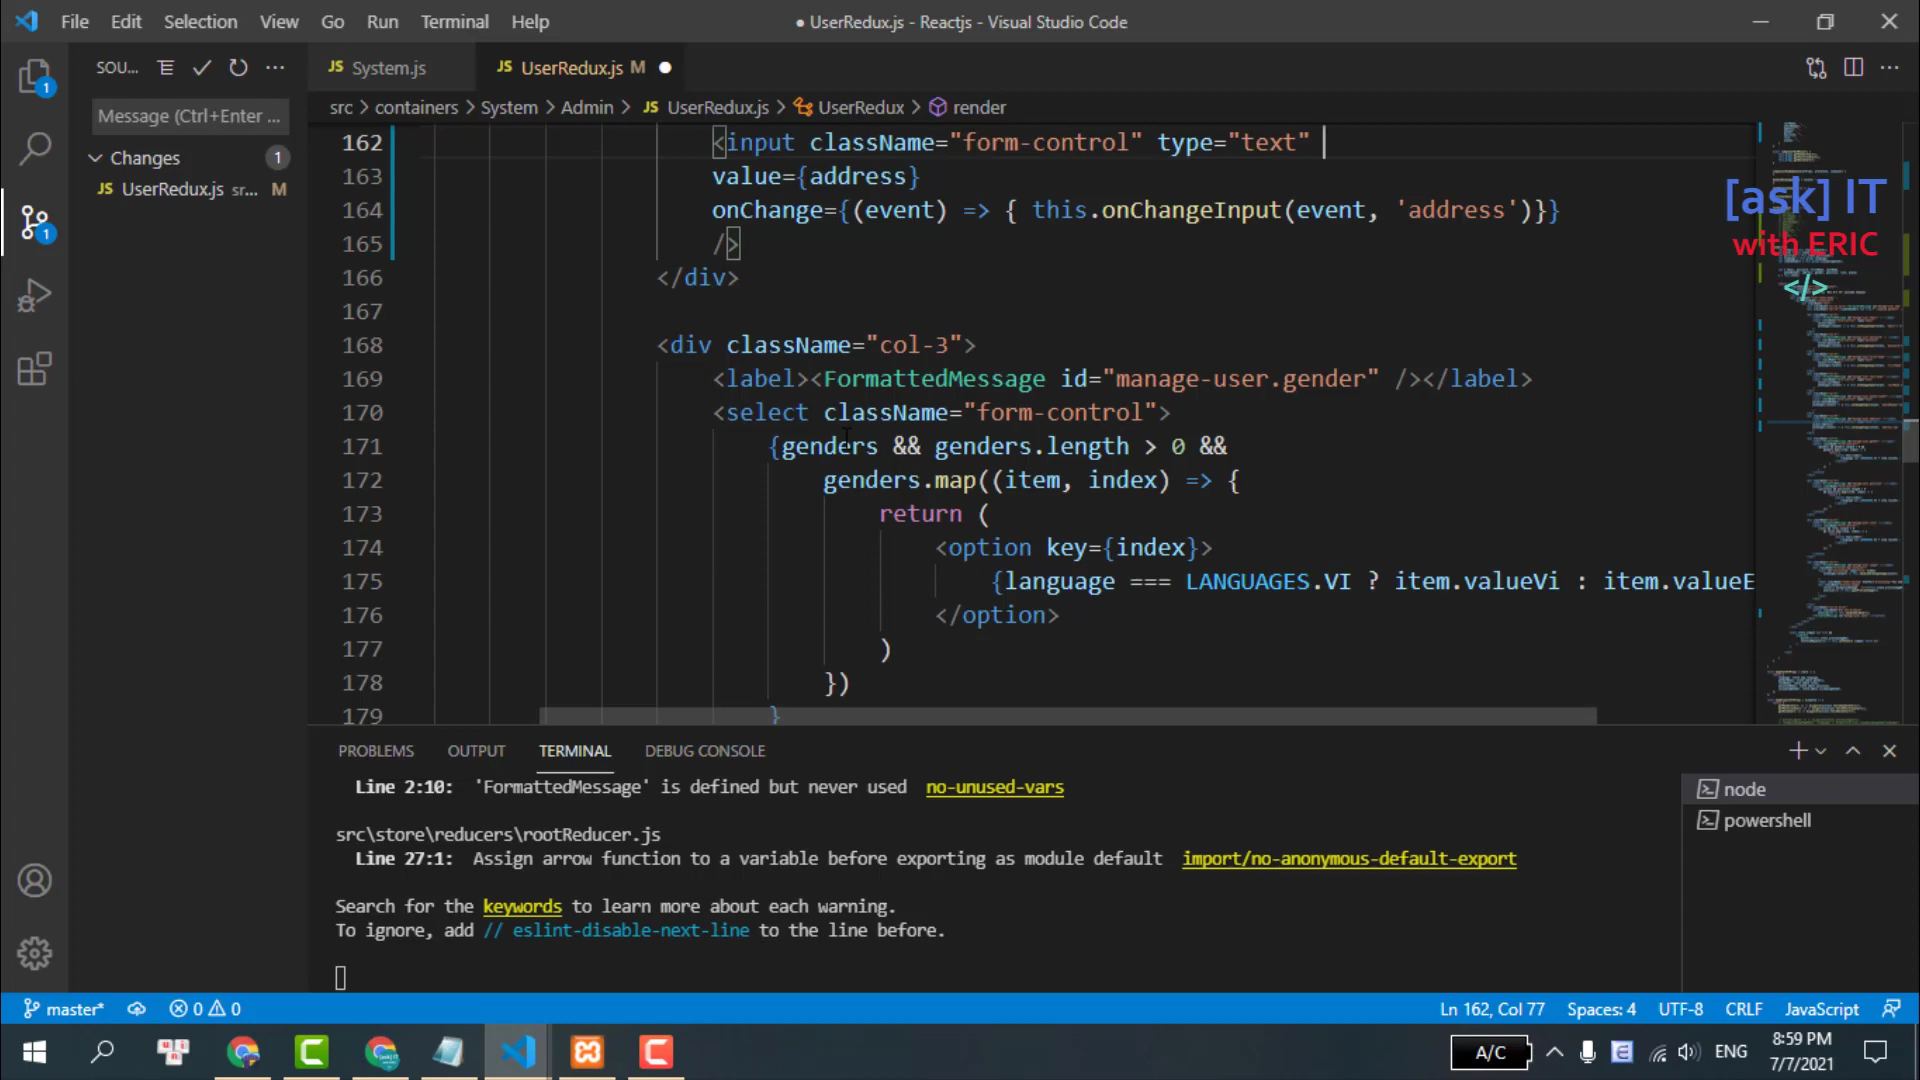 File Edit Selection View Go Run Terminal Help
● UserRedux.js - Reactjs - Visual Studio Code
SOU...
JS System.js
JS UserRedux.js M
src > containers > System > Admin > JS UserRedux.js > UserRedux > render
Message (Ctrl+Enter ...
Changes 1
JS UserRedux.js sr... M
1
1
162 <input className="form-control" type="text"
163 value={address}
164 onChange={(event) => { this.onChangeInput(event, 'address')}}
165 />
166 </div>
167
168 <div className="col-3">
169 <label><FormattedMessage id="manage-user.gender" /></label>
170 <select className="form-control">
171 {genders && genders.length > 0 &&
172 genders.map((item, index) => {
173 return (
174 <option key={index}>
175 {language === LANGUAGES.VI ? item.valueVi : item.valueE
176 </option>
177 )
178 })
179 }
[ask] IT
with ERIC
</>
PROBLEMS OUTPUT TERMINAL DEBUG CONSOLE
Line 2:10: 'FormattedMessage' is defined but never used no-unused-vars
src\store\reducers\rootReducer.js
Line 27:1: Assign arrow function to a variable before exporting as module default import/no-anonymous-default-export
Search for the keywords to learn more about each warning.
To ignore, add // eslint-disable-next-line to the line before.
node
powershell
master* 0 0
Ln 162, Col 77 Spaces: 4 UTF-8 CRLF JavaScript
A/C
ENG
8:59 PM
7/7/2021